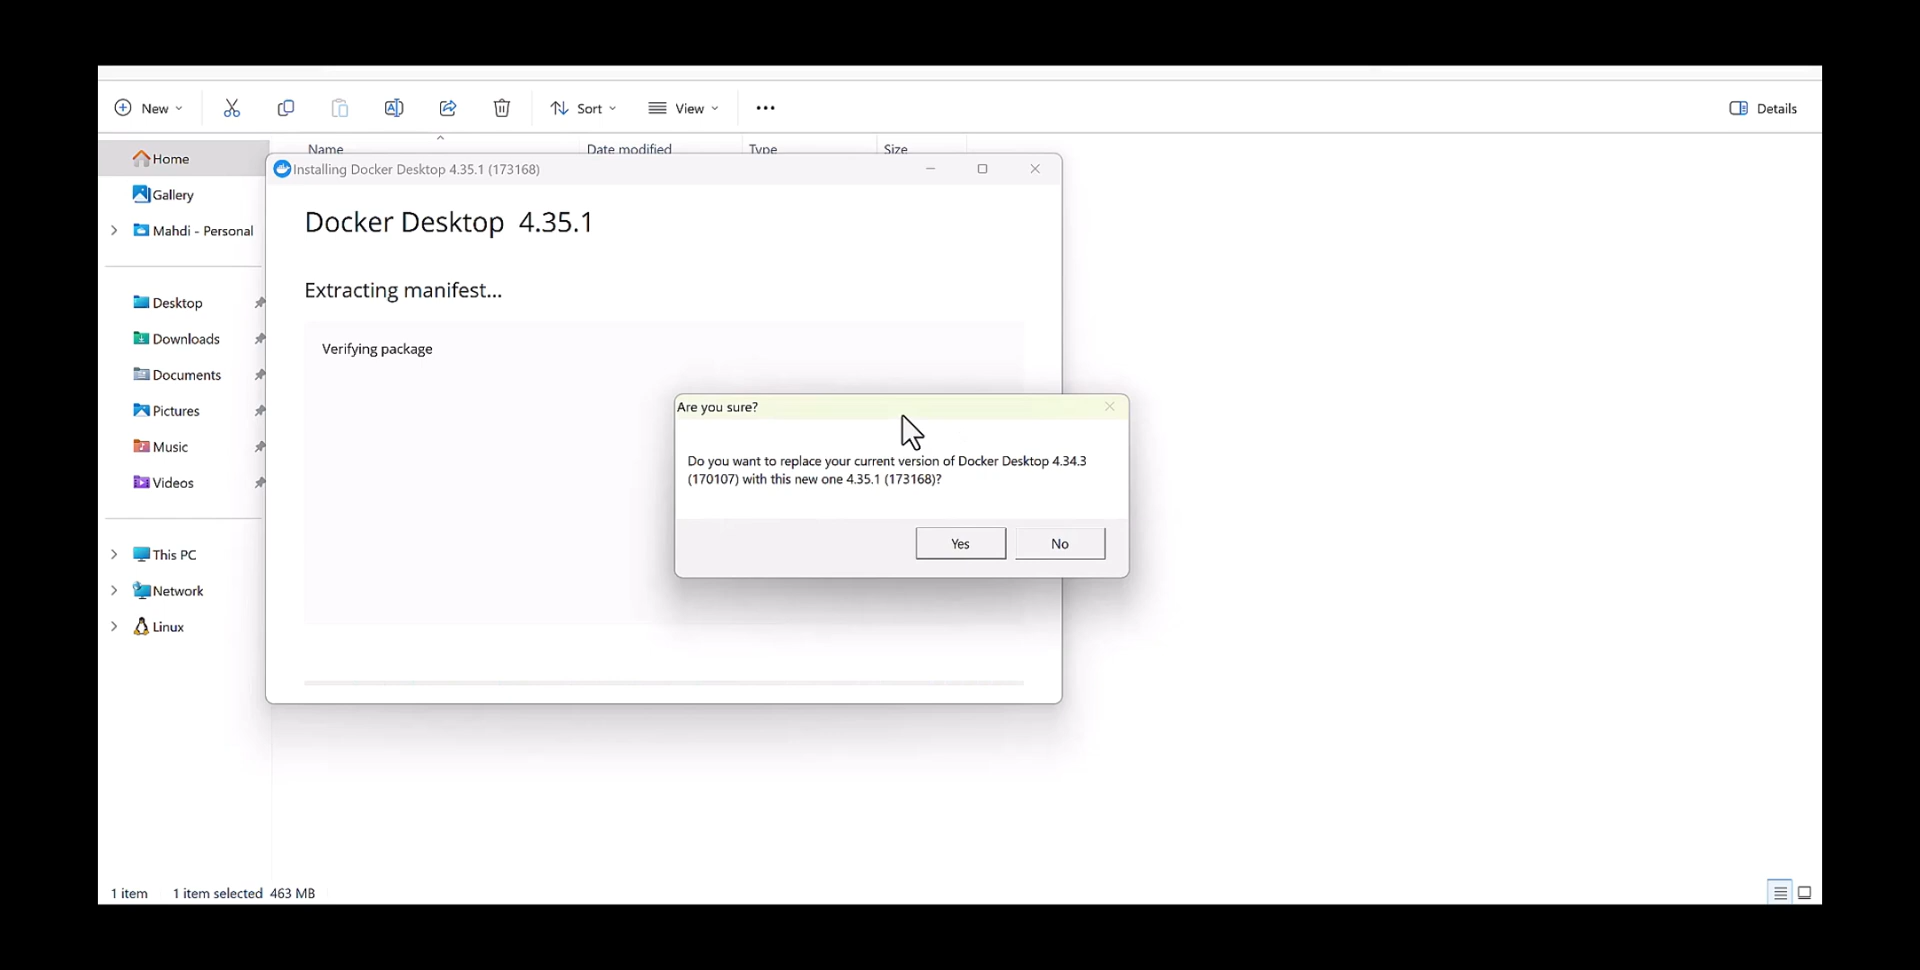 New
Sort
View
Details
Name
Date modified
Type
Size
Home
Gallery
Mahdi - Personal
Desktop
Downloads
Documents
Pictures
Music
Videos
This PC
Network
Linux
Installing Docker Desktop 4.35.1 (173168)
Docker Desktop 4.35.1
Extracting manifest...
Verifying package
Are you sure?
Do you want to replace your current version of Docker Desktop 4.34.3
(170107) with this new one 4.35.1 (173168)?
Yes
No
1 item 1 item selected 463 MB